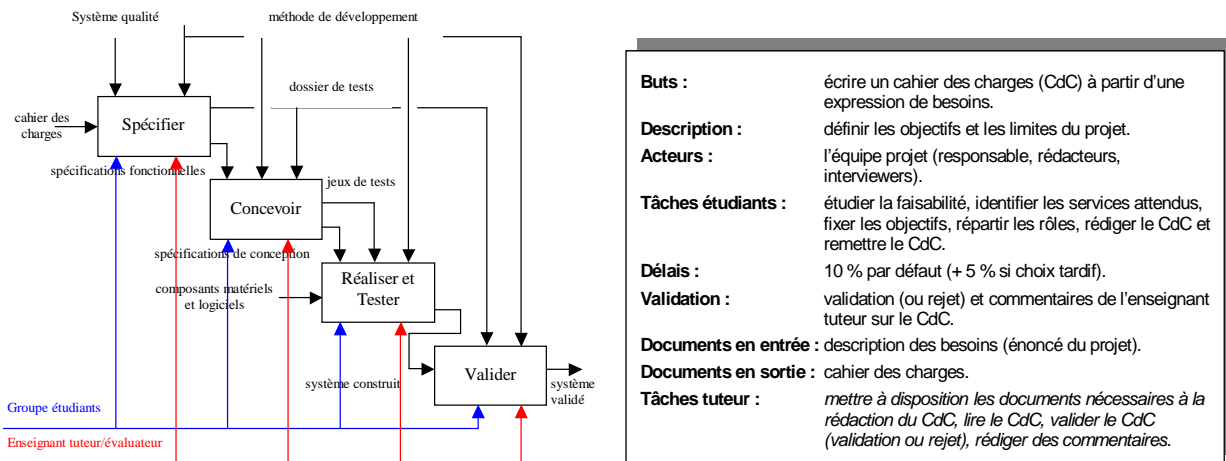 Système qualité
méthode de développement
dossier de tests
cahier des
charges
Spécifier
spécifications fonctionnelles
jeux de tests
Concevoir
spécifications de conception
composants matériels
et logiciels
Réaliser et
Tester
système construit
Valider
système
validé
Groupe étudiants
Enseignant tuteur/évaluateur
Buts : écrire un cahier des charges (CdC) à partir d’une
expression de besoins.
Description : définir les objectifs et les limites du projet.
Acteurs : l’équipe projet (responsable, rédacteurs,
interviewers).
Tâches étudiants : étudier la faisabilité, identifier les services attendus,
fixer les objectifs, répartir les rôles, rédiger le CdC et
remettre le CdC.
Délais : 10 % par défaut (+ 5 % si choix tardif).
Validation : validation (ou rejet) et commentaires de l’enseignant
tuteur sur le CdC.
Documents en entrée : description des besoins (énoncé du projet).
Documents en sortie : cahier des charges.
Tâches tuteur : mettre à disposition les documents nécessaires à la
rédaction du CdC, lire le CdC, valider le CdC
(validation ou rejet), rédiger des commentaires.